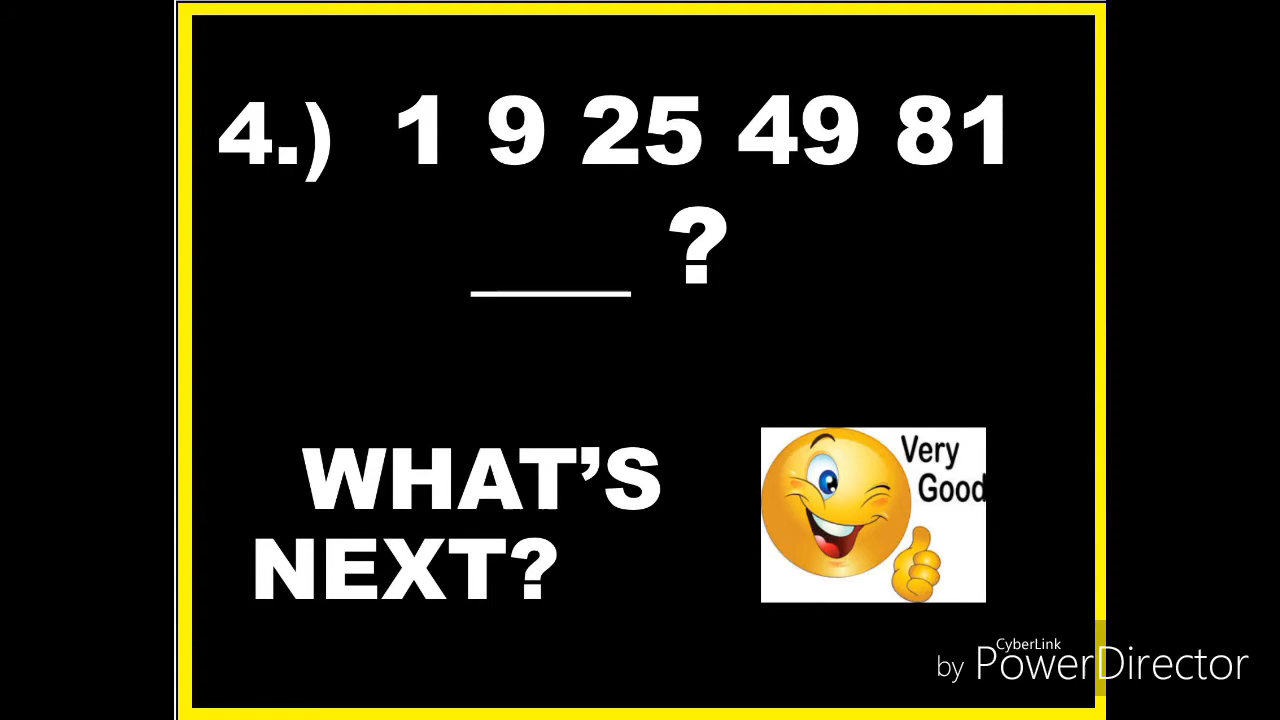 4.) 1 9 25 49 81
___ ?
WHAT’S
NEXT?
Very
Good
CyberLink
by PowerDirector